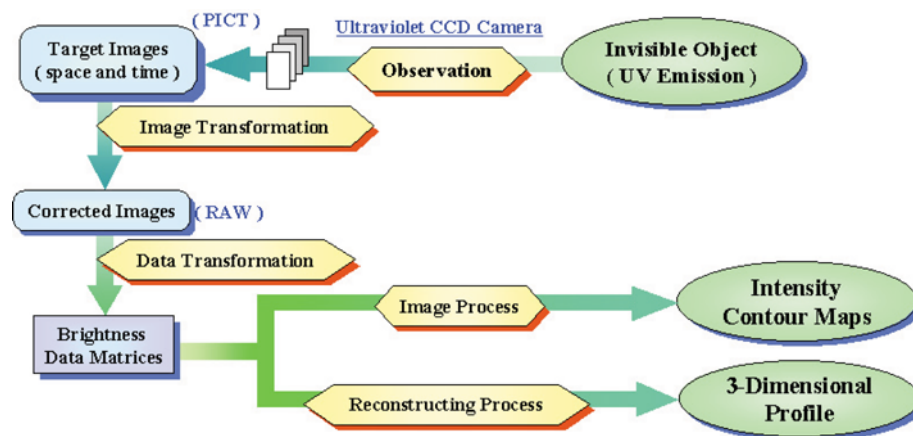 Target Images
( space and time )
(PICT)
Ultraviolet CCD Camera
Observation
Invisible Object
( UV Emission )
Image Transformation
Corrected Images
( RAW )
Data Transformation
Brightness
Data Matrices
Image Process
Intensity
Contour Maps
Reconstructing Process
3-Dimensional
Profile